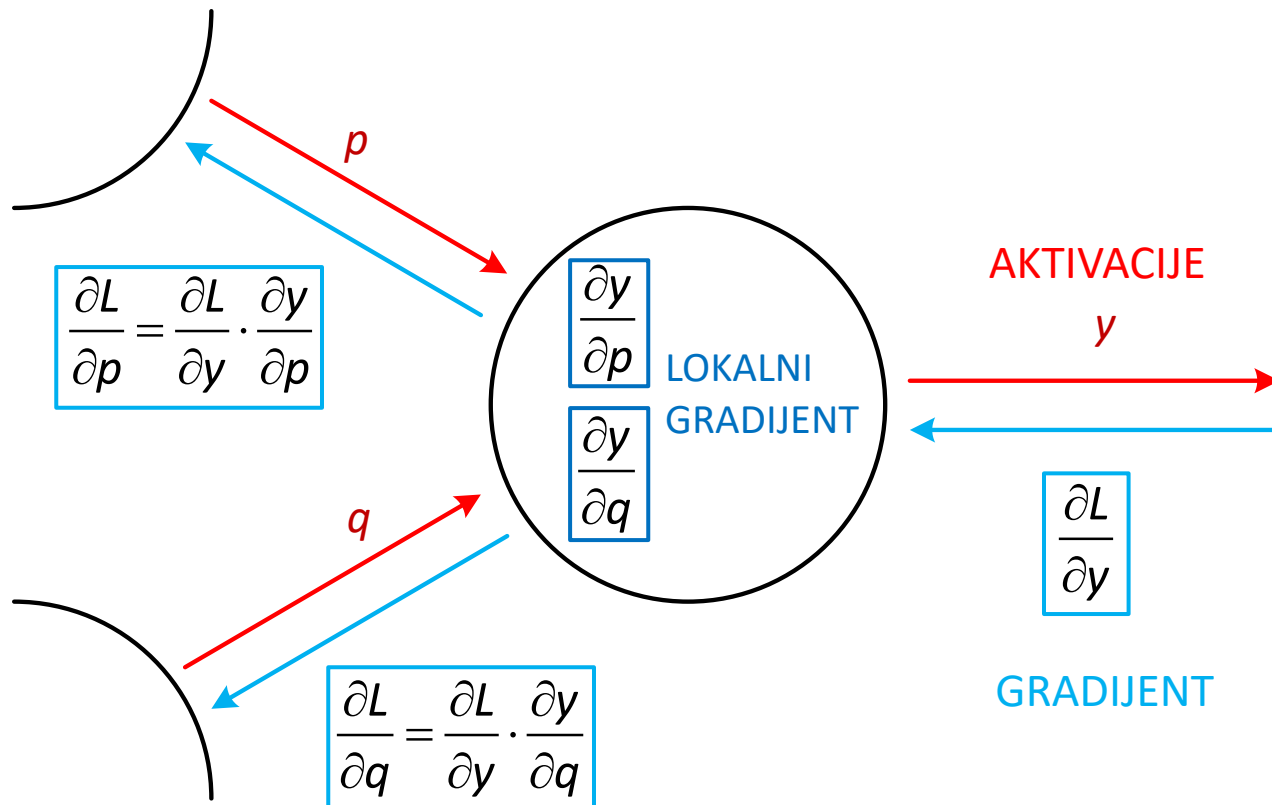 p
AKTIVACIJE
y
∂L/∂p = ∂L/∂y · ∂y/∂p
∂y/∂p
LOKALNI
GRADIJENT
∂y/∂q
q
∂L/∂y
GRADIJENT
∂L/∂q = ∂L/∂y · ∂y/∂q